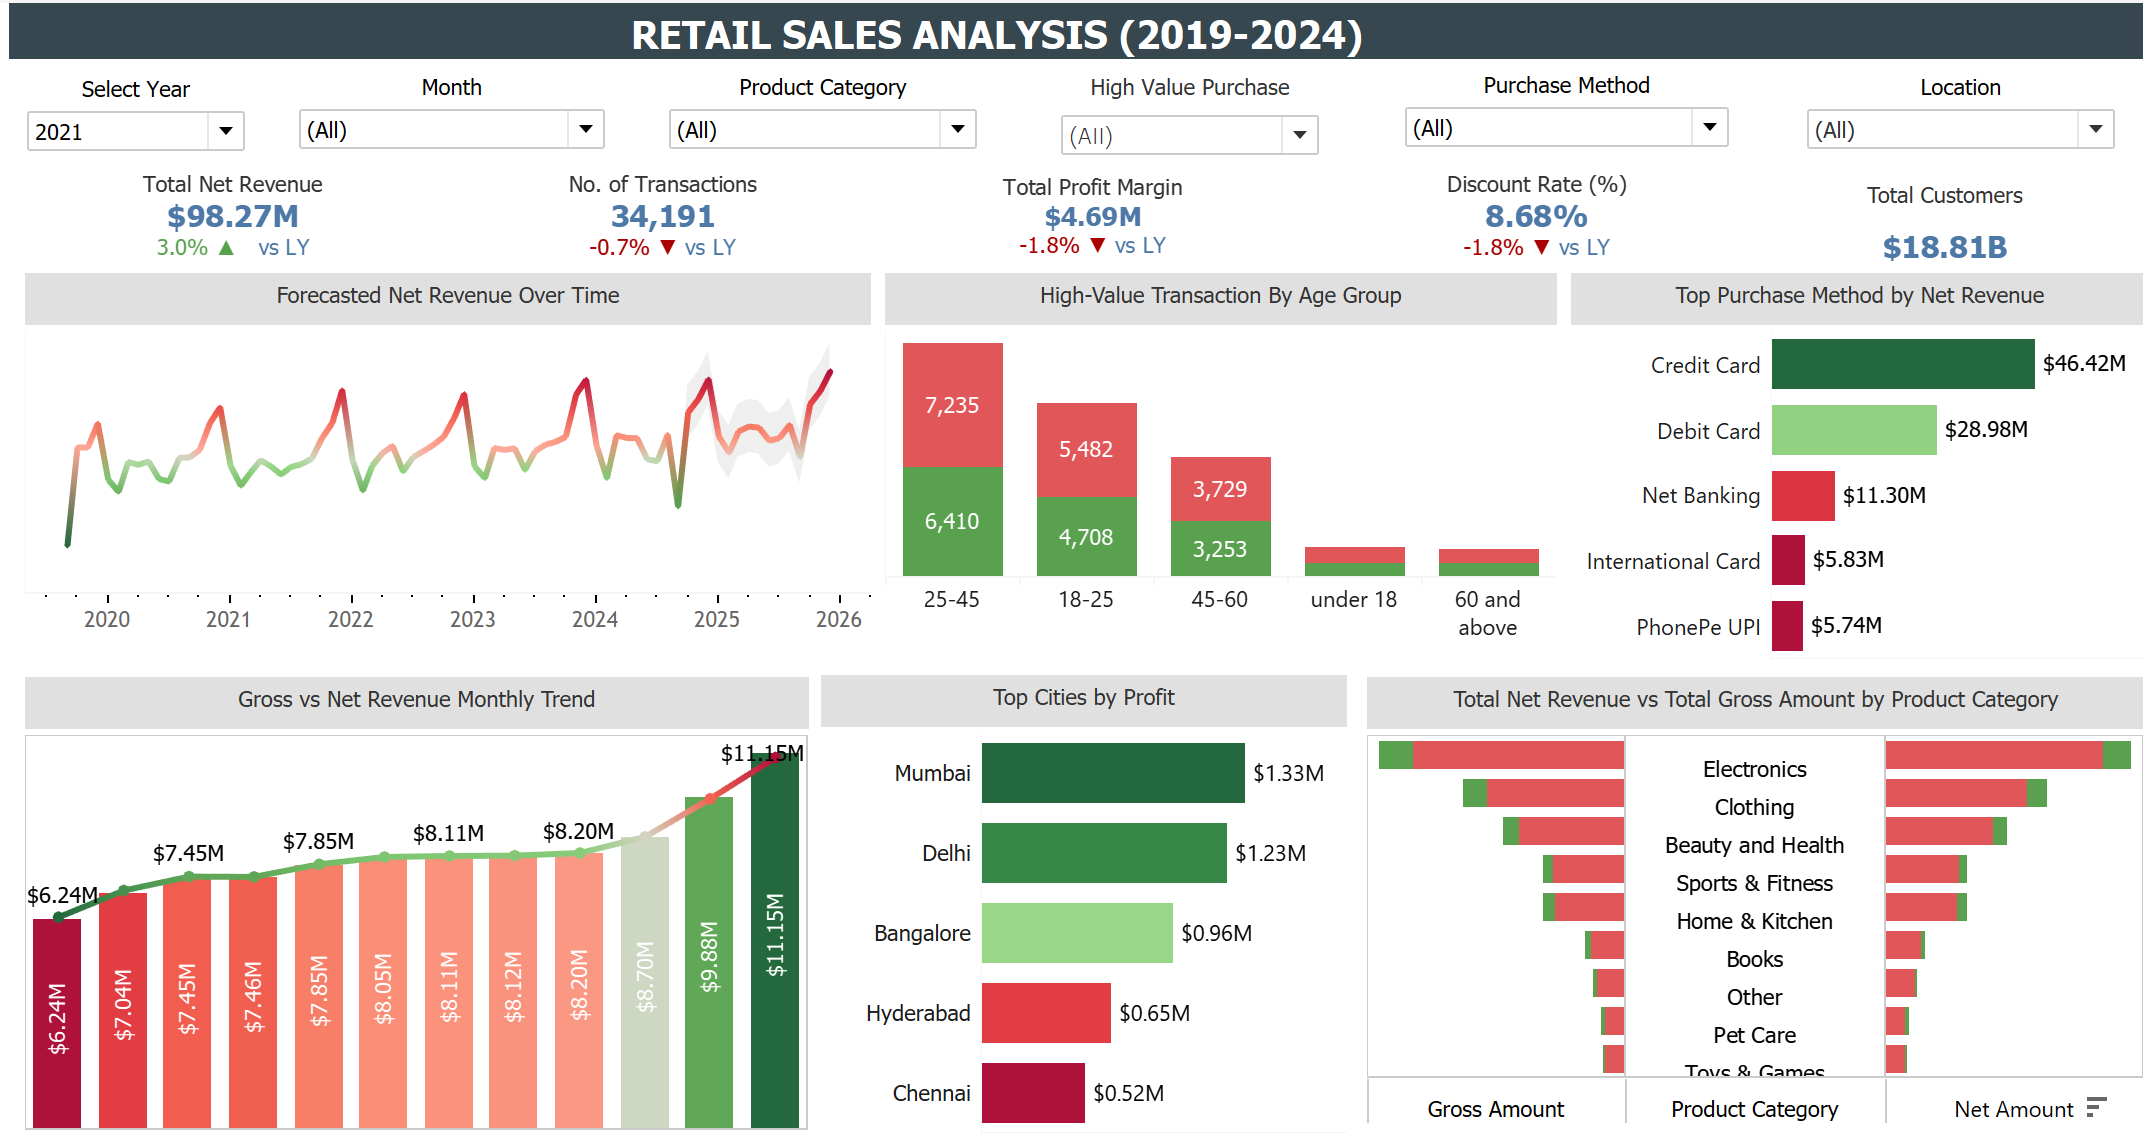 RETAIL SALES ANALYSIS (2019-2024)
Select Year
Month
Product Category
High Value Purchase
Purchase Method
Location
2021
(All)
(All)
(All)
(All)
(All)
Total Net Revenue
$98.27M
3.0% ▲ vs LY
No. of Transactions
34,191
-0.7% ▼ vs LY
Total Profit Margin
$4.69M
-1.8% ▼ vs LY
Discount Rate (%)
8.68%
-1.8% ▼ vs LY
Total Customers
$18.81B
Forecasted Net Revenue Over Time
2020
2021
2022
2023
2024
2025
2026
High-Value Transaction By Age Group
7,235
6,410
5,482
4,708
3,729
3,253
25-45
18-25
45-60
under 18
60 and
above
Top Purchase Method by Net Revenue
Credit Card
$46.42M
Debit Card
$28.98M
Net Banking
$11.30M
International Card
$5.83M
PhonePe UPI
$5.74M
Gross vs Net Revenue Monthly Trend
$6.24M
$7.45M
$7.85M
$8.11M
$8.20M
$11.15M
$6.24M
$7.04M
$7.45M
$7.46M
$7.85M
$8.05M
$8.11M
$8.12M
$8.20M
$8.70M
$9.88M
$11.15M
Top Cities by Profit
Mumbai
$1.33M
Delhi
$1.23M
Bangalore
$0.96M
Hyderabad
$0.65M
Chennai
$0.52M
Total Net Revenue vs Total Gross Amount by Product Category
Electronics
Clothing
Beauty and Health
Sports & Fitness
Home & Kitchen
Books
Other
Pet Care
Toys & Games
Gross Amount
Product Category
Net Amount